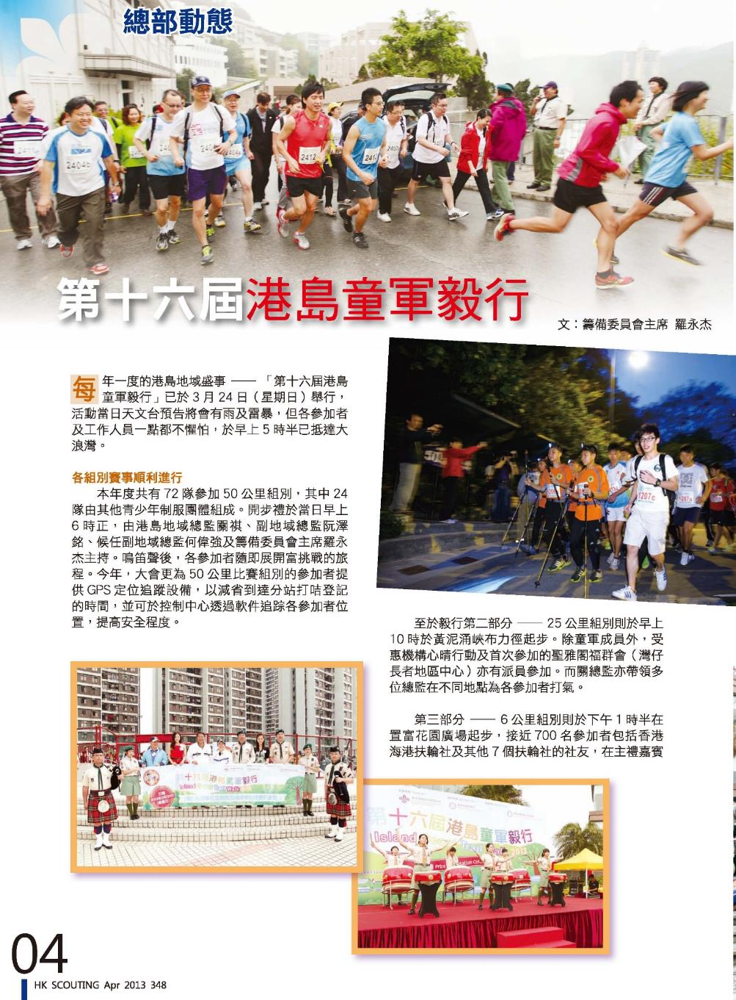 總部動態
第十六屆港島童軍毅行
文：籌備委員會主席 羅永杰
每年一度的港島地域盛事 ── 「第十六屆港島
童軍毅行」已於 3 月 24 日（星期日）舉行，
活動當日天文台預告將會有雨及雷暴，但各參加者
及工作人員一點都不懼怕，於早上 5 時半已抵達大
浪灣。
各組別賽事順利進行
本年度共有 72 隊參加 50 公里組別，其中 24
隊由其他青少年制服團體組成。開步禮於當日早上
6 時正，由港島地域總監關祺、副地域總監阮澤
銘、候任副地域總監何偉強及籌備委員會主席羅永
杰主持。鳴笛聲後，各參加者隨即展開富挑戰的旅
程。今年，大會更為 50 公里比賽組別的參加者提
供 GPS 定位追蹤設備，以減省到達分站打咭登記
的時間，並可於控制中心透過軟件追踪各參加者位
置，提高安全程度。
至於毅行第二部分 ── 25 公里組別則於早上
10 時於黃泥涌峽布力徑起步。除童軍成員外，受
惠機構心晴行動及首次參加的聖雅閣福群會（灣仔
長者地區中心）亦有派員參加。而關總監亦帶領多
位總監在不同地點為各參加者打氣。
第三部分 ── 6 公里組別則於下午 1 時半在
置富花園廣場起步，接近 700 名參加者包括香港
海港扶輪社及其他 7 個扶輪社的社友，在主禮嘉賓
2404b
2412
1207c
1207a
第十六屆港島童軍毅行
第十六屆港島童軍毅行
Island
04
HK SCOUTING Apr 2013 348